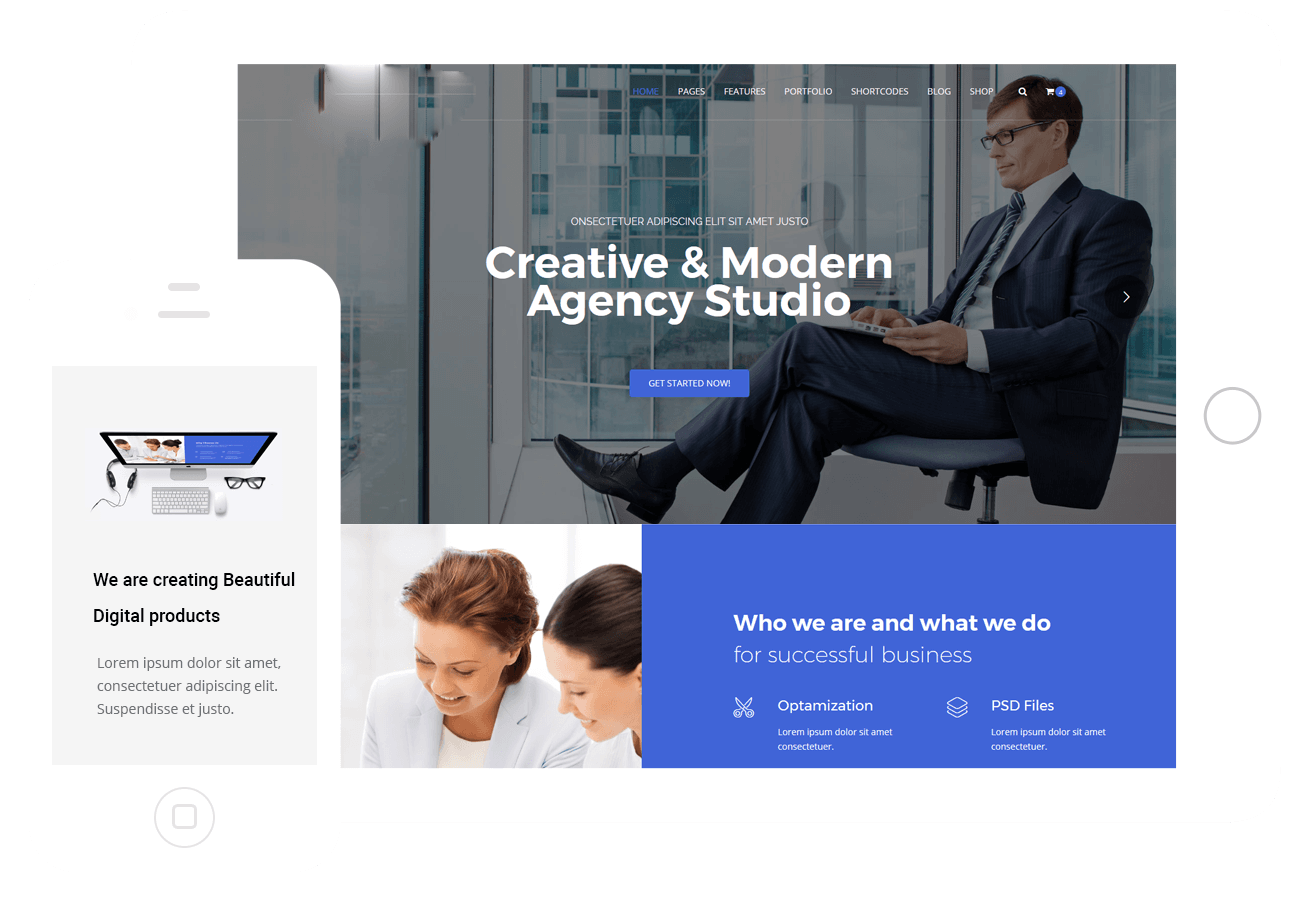 HOME PAGES FEATURES PORTFOLIO SHORTCODES BLOG SHOP 4
ONSECTETUER ADIPISCING ELIT SIT AMET JUSTO
Creative & Modern
Agency Studio
GET STARTED NOW!
We are creating Beautiful
Digital products
Lorem ipsum dolor sit amet,
consectetuer adipiscing elit.
Suspendisse et justo.
Who we are and what we do
for successful business
Optamization
Lorem ipsum dolor sit amet
consectetuer.
PSD Files
Lorem ipsum dolor sit amet
consectetuer.